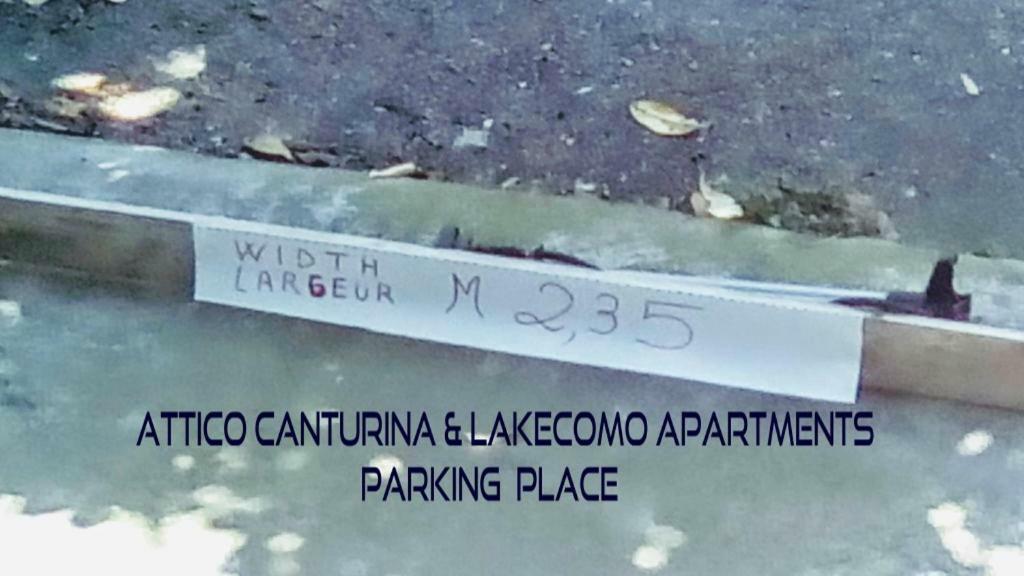 WIDTH
LARGEUR M 2,35
ATTICO CANTURINA & LAKECOMO APARTMENTS
PARKING PLACE